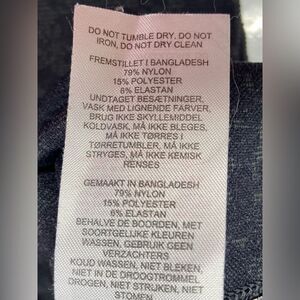 DO NOT TUMBLE DRY, DO NOT
IRON, DO NOT DRY CLEAN
FREMSTILLET I BANGLADESH
79% NYLON
15% POLYESTER
6% ELASTAN
UNDTAGET BESÆTNINGER,
VASK MED LIGNENDE FARVER,
BRUG IKKE SKYLLEMIDDEL
KOLDVASK, MÅ IKKE BLEGES,
MÅ IKKE TØRRES I
TØRRETUMBLER, MÅ IKKE
STRYGES, MÅ IKKE KEMISK
RENSES
GEMAAKT IN BANGLADESH
79% NYLON
15% POLYESTER
6% ELASTAN
BEHALVE DE BOORDEN, MET
SOORTGELIJKE KLEUREN
WASSEN, GEBRUIK GEEN
WASVERZACHTER,
KOUD WASSEN, NIET BLEKEN,
NIET IN DE DROOGTROMMEL
DROGEN, NIET STRIJKEN, NIET
STOMEN